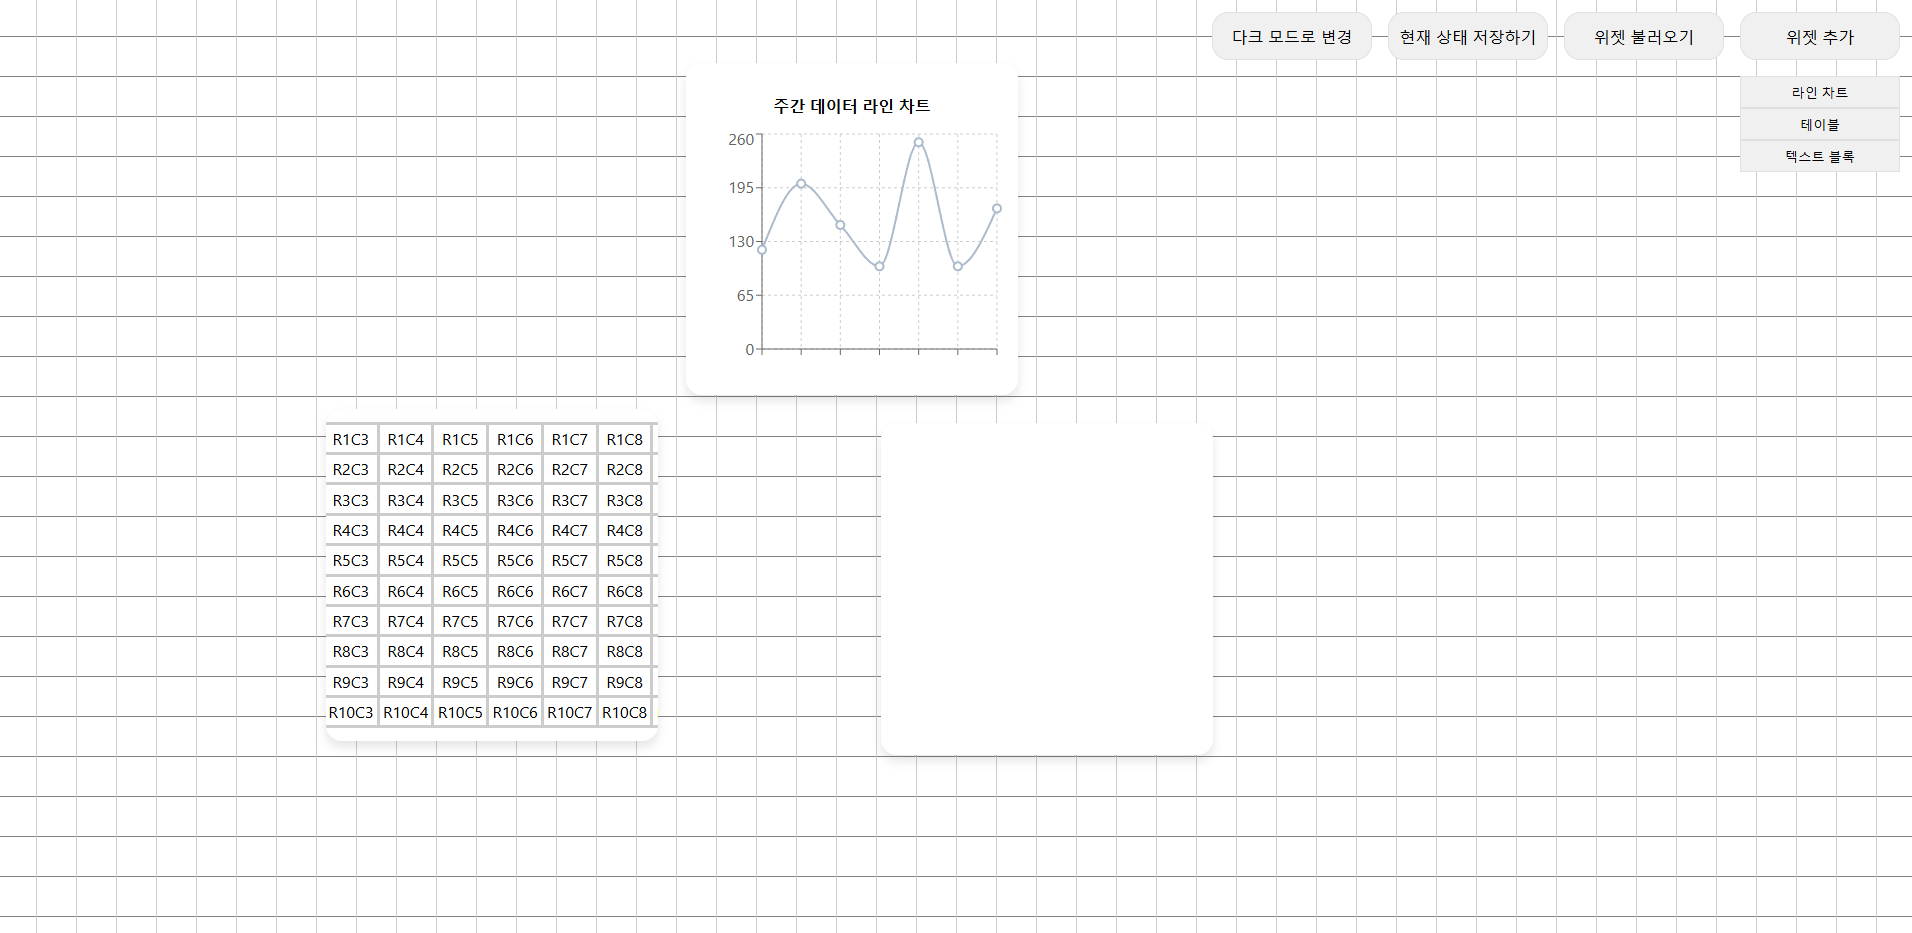 다크 모드로 변경
현재 상태 저장하기
위젯 불러오기
위젯 추가
라인 차트
테이블
텍스트 블록
주간 데이터 라인 차트
260
195
130
65
0
R1C3 R1C4 R1C5 R1C6 R1C7 R1C8
R2C3 R2C4 R2C5 R2C6 R2C7 R2C8
R3C3 R3C4 R3C5 R3C6 R3C7 R3C8
R4C3 R4C4 R4C5 R4C6 R4C7 R4C8
R5C3 R5C4 R5C5 R5C6 R5C7 R5C8
R6C3 R6C4 R6C5 R6C6 R6C7 R6C8
R7C3 R7C4 R7C5 R7C6 R7C7 R7C8
R8C3 R8C4 R8C5 R8C6 R8C7 R8C8
R9C3 R9C4 R9C5 R9C6 R9C7 R9C8
R10C3 R10C4 R10C5 R10C6 R10C7 R10C8